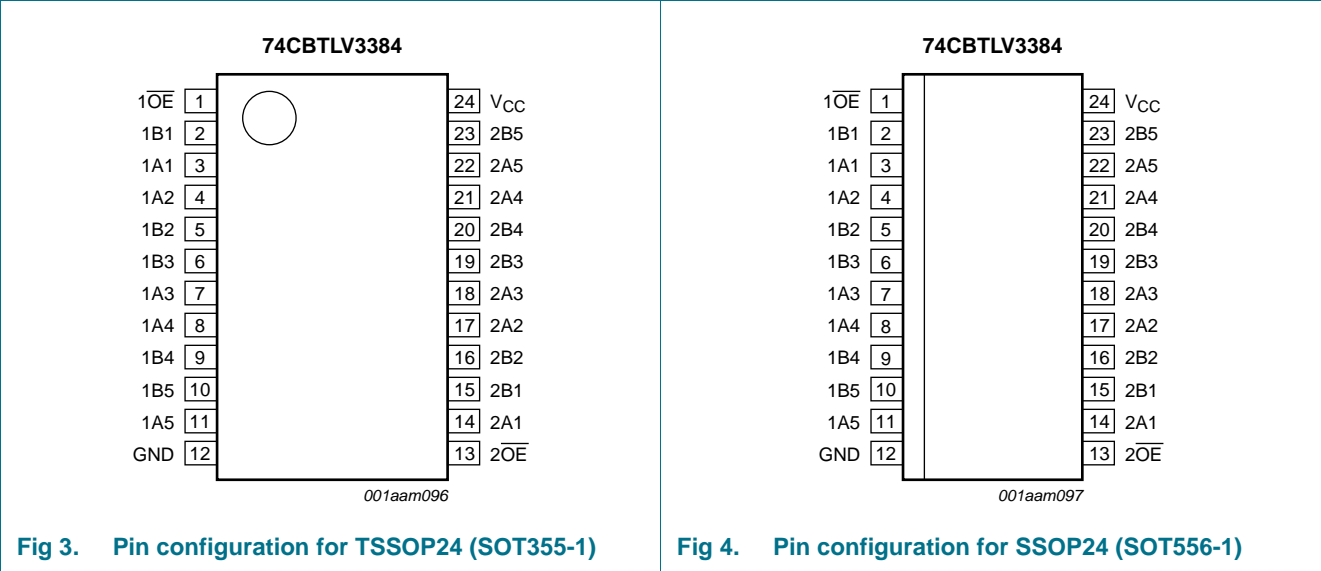 74CBTLV3384
1O̅E̅ 1 24 VCC
1B1 2 23 2B5
1A1 3 22 2A5
1A2 4 21 2A4
1B2 5 20 2B4
1B3 6 19 2B3
1A3 7 18 2A3
1A4 8 17 2A2
1B4 9 16 2B2
1B5 10 15 2B1
1A5 11 14 2A1
GND 12 13 2O̅E̅
001aam096
Fig 3. Pin configuration for TSSOP24 (SOT355-1)
74CBTLV3384
1O̅E̅ 1 24 VCC
1B1 2 23 2B5
1A1 3 22 2A5
1A2 4 21 2A4
1B2 5 20 2B4
1B3 6 19 2B3
1A3 7 18 2A3
1A4 8 17 2A2
1B4 9 16 2B2
1B5 10 15 2B1
1A5 11 14 2A1
GND 12 13 2O̅E̅
001aam097
Fig 4. Pin configuration for SSOP24 (SOT556-1)